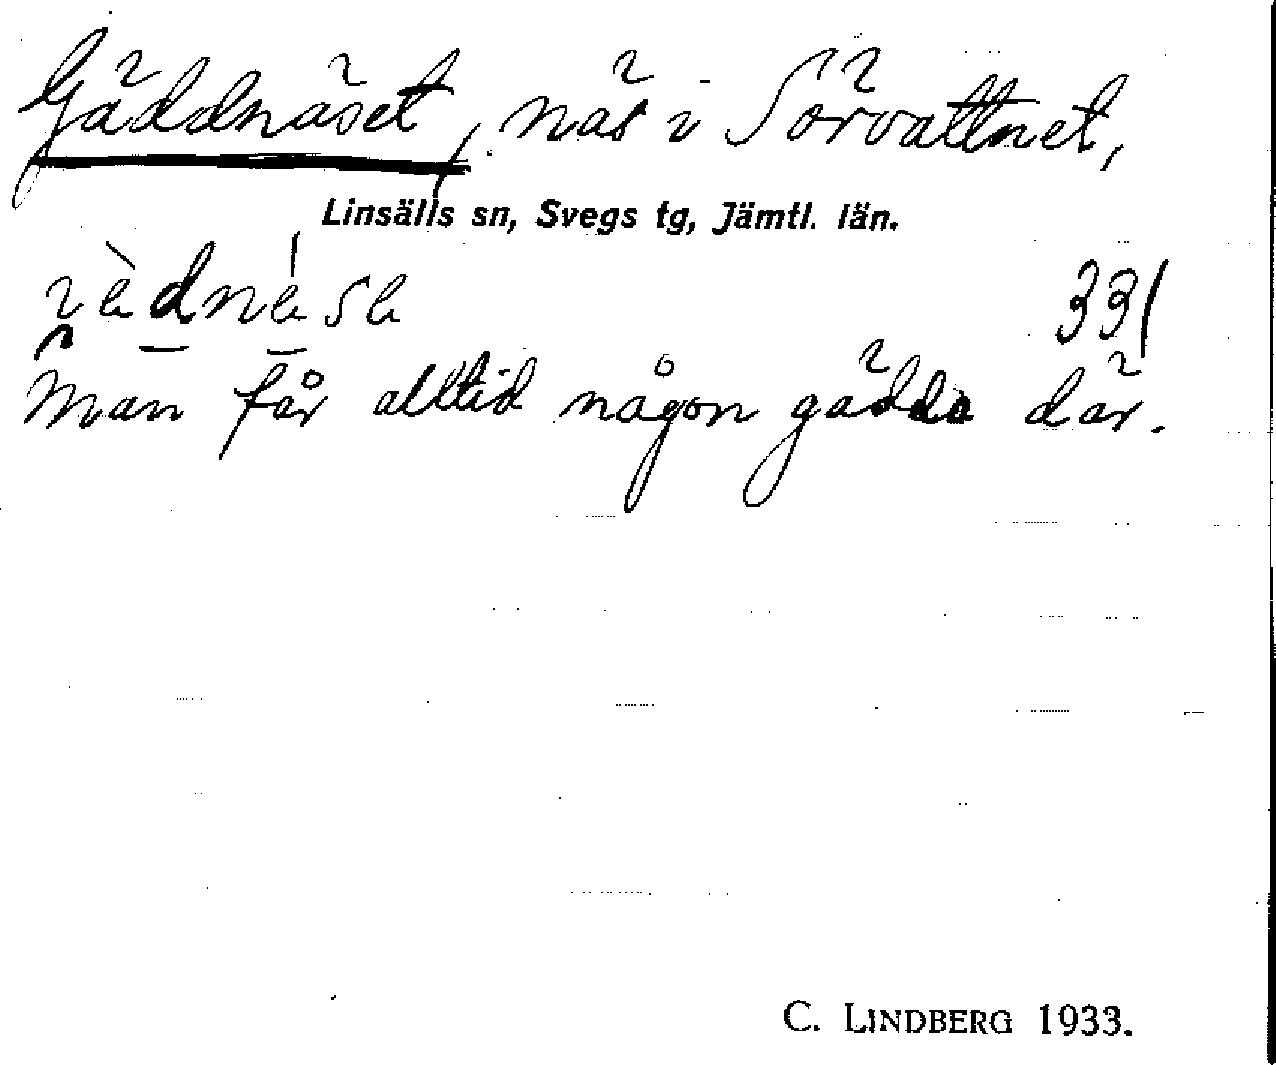 Gäddnäset, näs i Sörvattnet,
Linsälls sn, Svegs tg, Jämtl. län.
331
Man får alltid någon gädda där.
C. LINDBERG 1933.